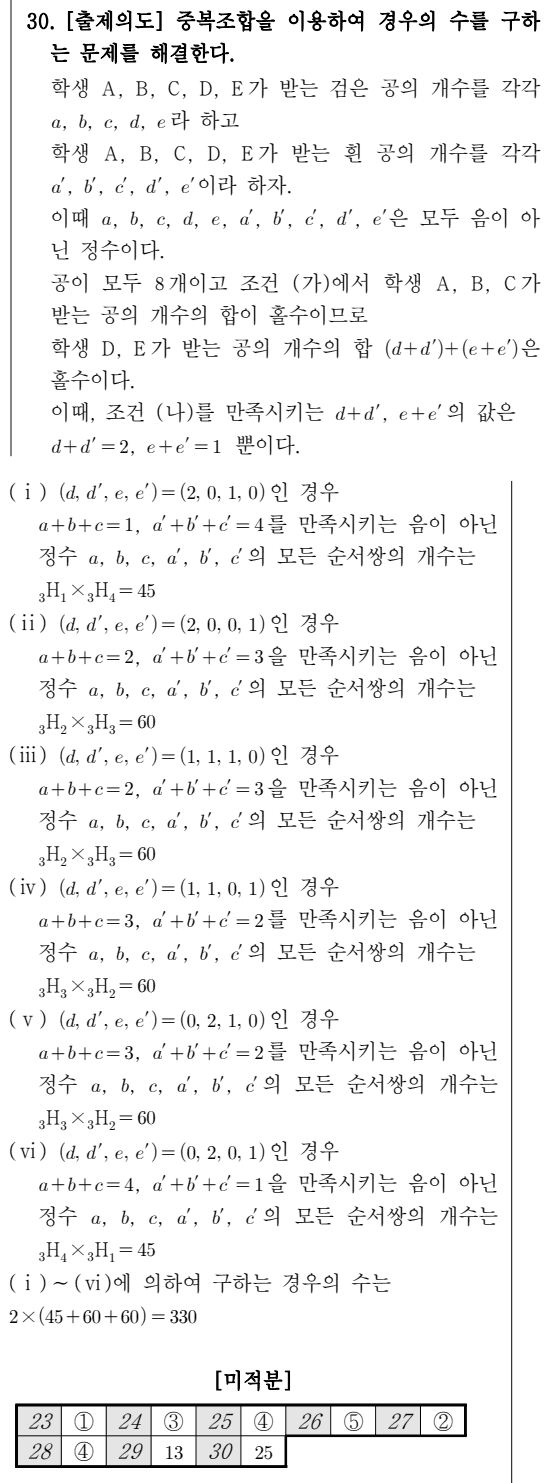 30. [출제의도] 중복조합을 이용하여 경우의 수를 구하
는 문제를 해결한다.
학생 A, B, C, D, E가 받는 검은 공의 개수를 각각
a, b, c, d, e라 하고
학생 A, B, C, D, E가 받는 흰 공의 개수를 각각
a′, b′, c′, d′, e′이라 하자.
이때 a, b, c, d, e, a′, b′, c′, d′, e′은 모두 음이 아
닌 정수이다.
공이 모두 8개이고 조건 (가)에서 학생 A, B, C가
받는 공의 개수의 합이 홀수이므로
학생 D, E가 받는 공의 개수의 합 (d+d′)+(e+e′)은
홀수이다.
이때, 조건 (나)를 만족시키는 d+d′, e+e′의 값은
d+d′=2, e+e′=1 뿐이다.
(ⅰ) (d, d′, e, e′)=(2, 0, 1, 0)인 경우
a+b+c=1, a′+b′+c′=4를 만족시키는 음이 아닌
정수 a, b, c, a′, b′, c′의 모든 순서쌍의 개수는
₃H₁×₃H₄=45
(ⅱ) (d, d′, e, e′)=(2, 0, 0, 1)인 경우
a+b+c=2, a′+b′+c′=3을 만족시키는 음이 아닌
정수 a, b, c, a′, b′, c′의 모든 순서쌍의 개수는
₃H₂×₃H₃=60
(ⅲ) (d, d′, e, e′)=(1, 1, 1, 0)인 경우
a+b+c=2, a′+b′+c′=3을 만족시키는 음이 아닌
정수 a, b, c, a′, b′, c′의 모든 순서쌍의 개수는
₃H₂×₃H₃=60
(ⅳ) (d, d′, e, e′)=(1, 1, 0, 1)인 경우
a+b+c=3, a′+b′+c′=2를 만족시키는 음이 아닌
정수 a, b, c, a′, b′, c′의 모든 순서쌍의 개수는
₃H₃×₃H₂=60
(ⅴ) (d, d′, e, e′)=(0, 2, 1, 0)인 경우
a+b+c=3, a′+b′+c′=2를 만족시키는 음이 아닌
정수 a, b, c, a′, b′, c′의 모든 순서쌍의 개수는
₃H₃×₃H₂=60
(ⅵ) (d, d′, e, e′)=(0, 2, 0, 1)인 경우
a+b+c=4, a′+b′+c′=1을 만족시키는 음이 아닌
정수 a, b, c, a′, b′, c′의 모든 순서쌍의 개수는
₃H₄×₃H₁=45
(ⅰ)~(ⅵ)에 의하여 구하는 경우의 수는
2×(45+60+60)=330
[미적분]
23 ① 24 ③ 25 ④ 26 ⑤ 27 ②
28 ④ 29 13 30 25